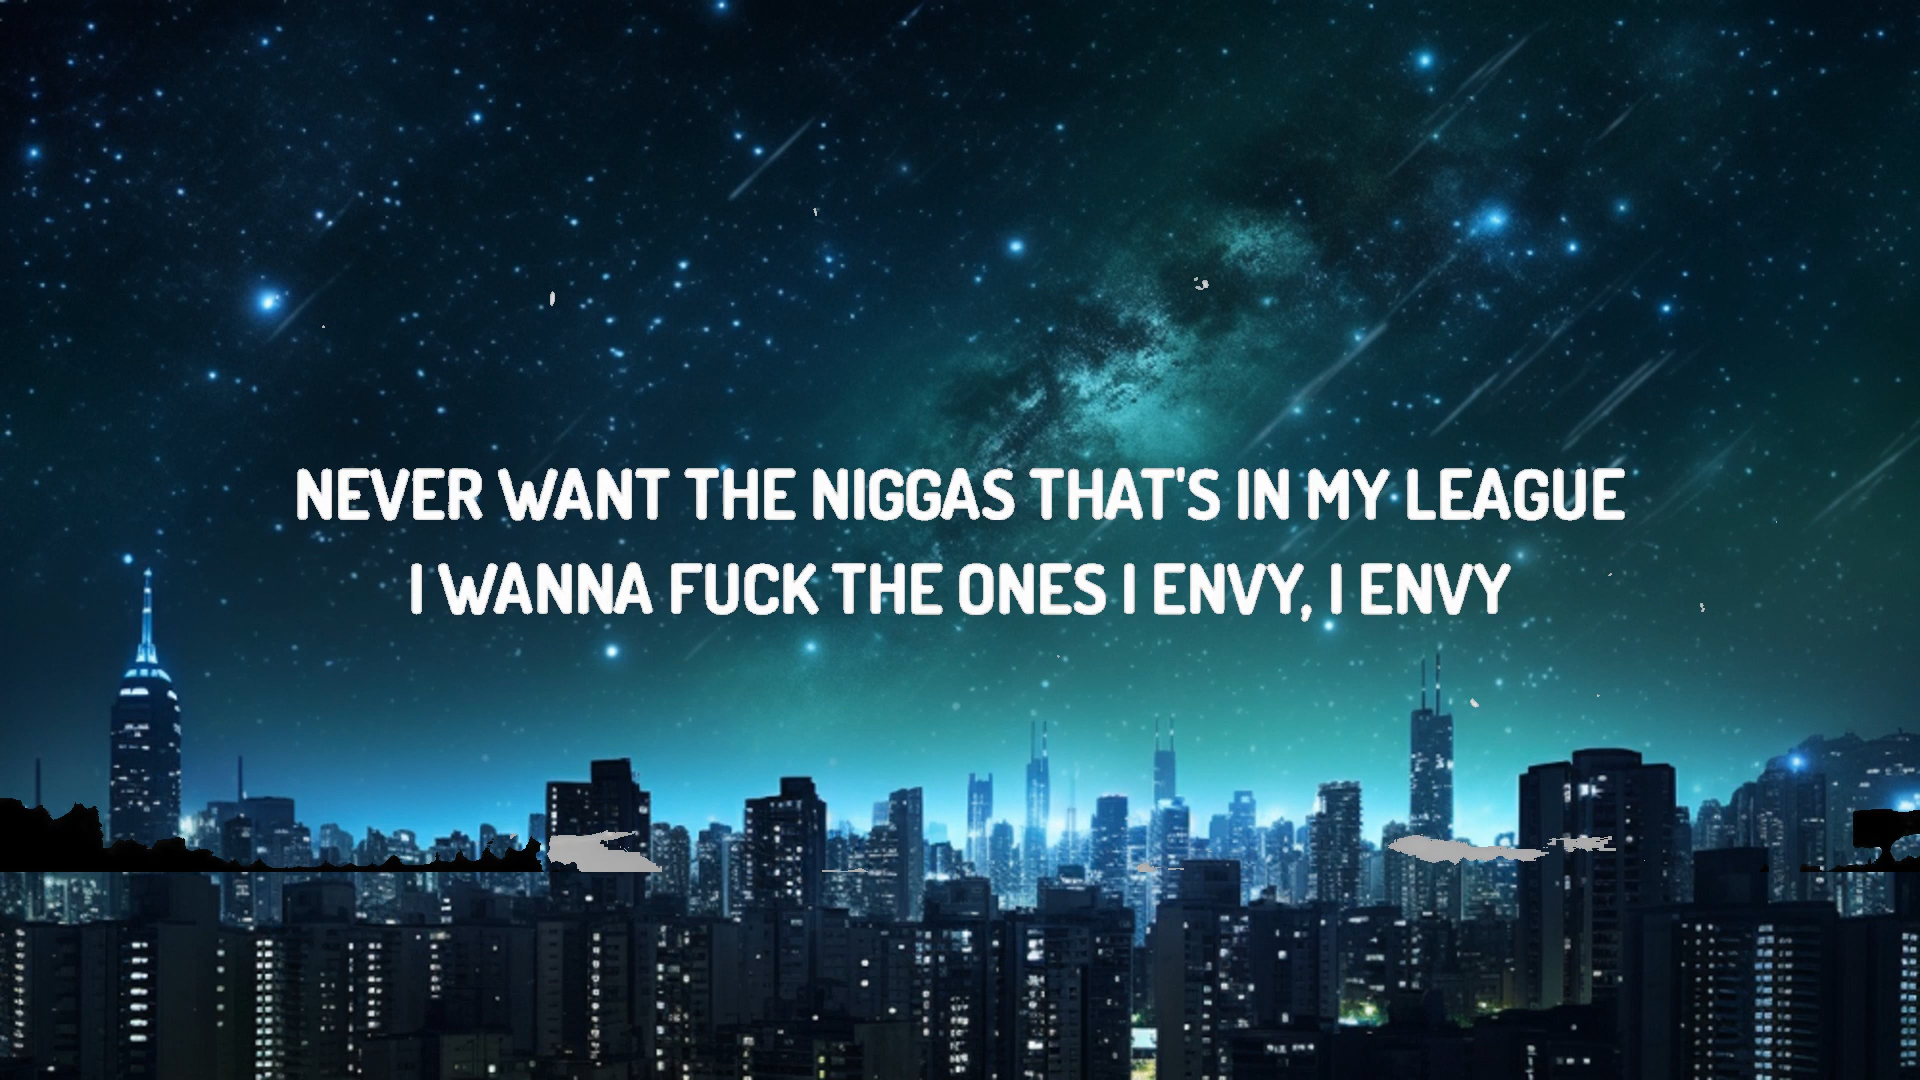 NEVER WANT THE NIGGAS THAT'S IN MY LEAGUE
I WANNA FUCK THE ONES I ENVY, I ENVY